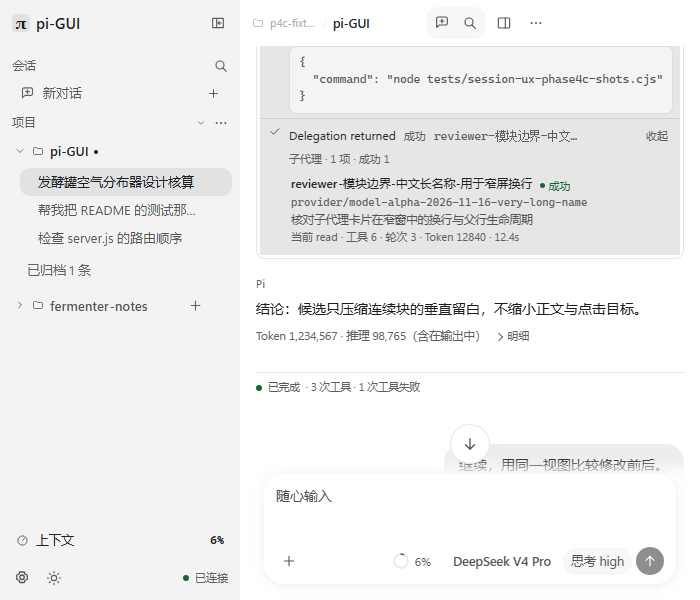 π pi-GUI
会话
新对话
项目
pi-GUI
发酵罐空气分布器设计核算
帮我把 README 的测试那...
检查 server.js 的路由顺序
已归档 1 条
fermenter-notes
上下文 6%
已连接
p4c-fixt... / pi-GUI
{
"command": "node tests/session-ux-phase4c-shots.cjs"
}
Delegation returned 成功 reviewer-模块边界-中文… 收起
子代理 · 1 项 · 成功 1
reviewer-模块边界-中文长名称-用于窄屏换行 成功
provider/model-alpha-2026-11-16-very-long-name
核对子代理卡片在窄窗中的换行与父行生命周期
当前 read · 工具 6 · 轮次 3 · Token 12840 · 12.4s
Pi
结论：候选只压缩连续块的垂直留白，不缩小正文与点击目标。
Token 1,234,567 · 推理 98,765（含在输出中） 明细
已完成 · 3 次工具 · 1 次工具失败
继续，用同一视图比较修改前后。
随心输入
6% DeepSeek V4 Pro 思考 high